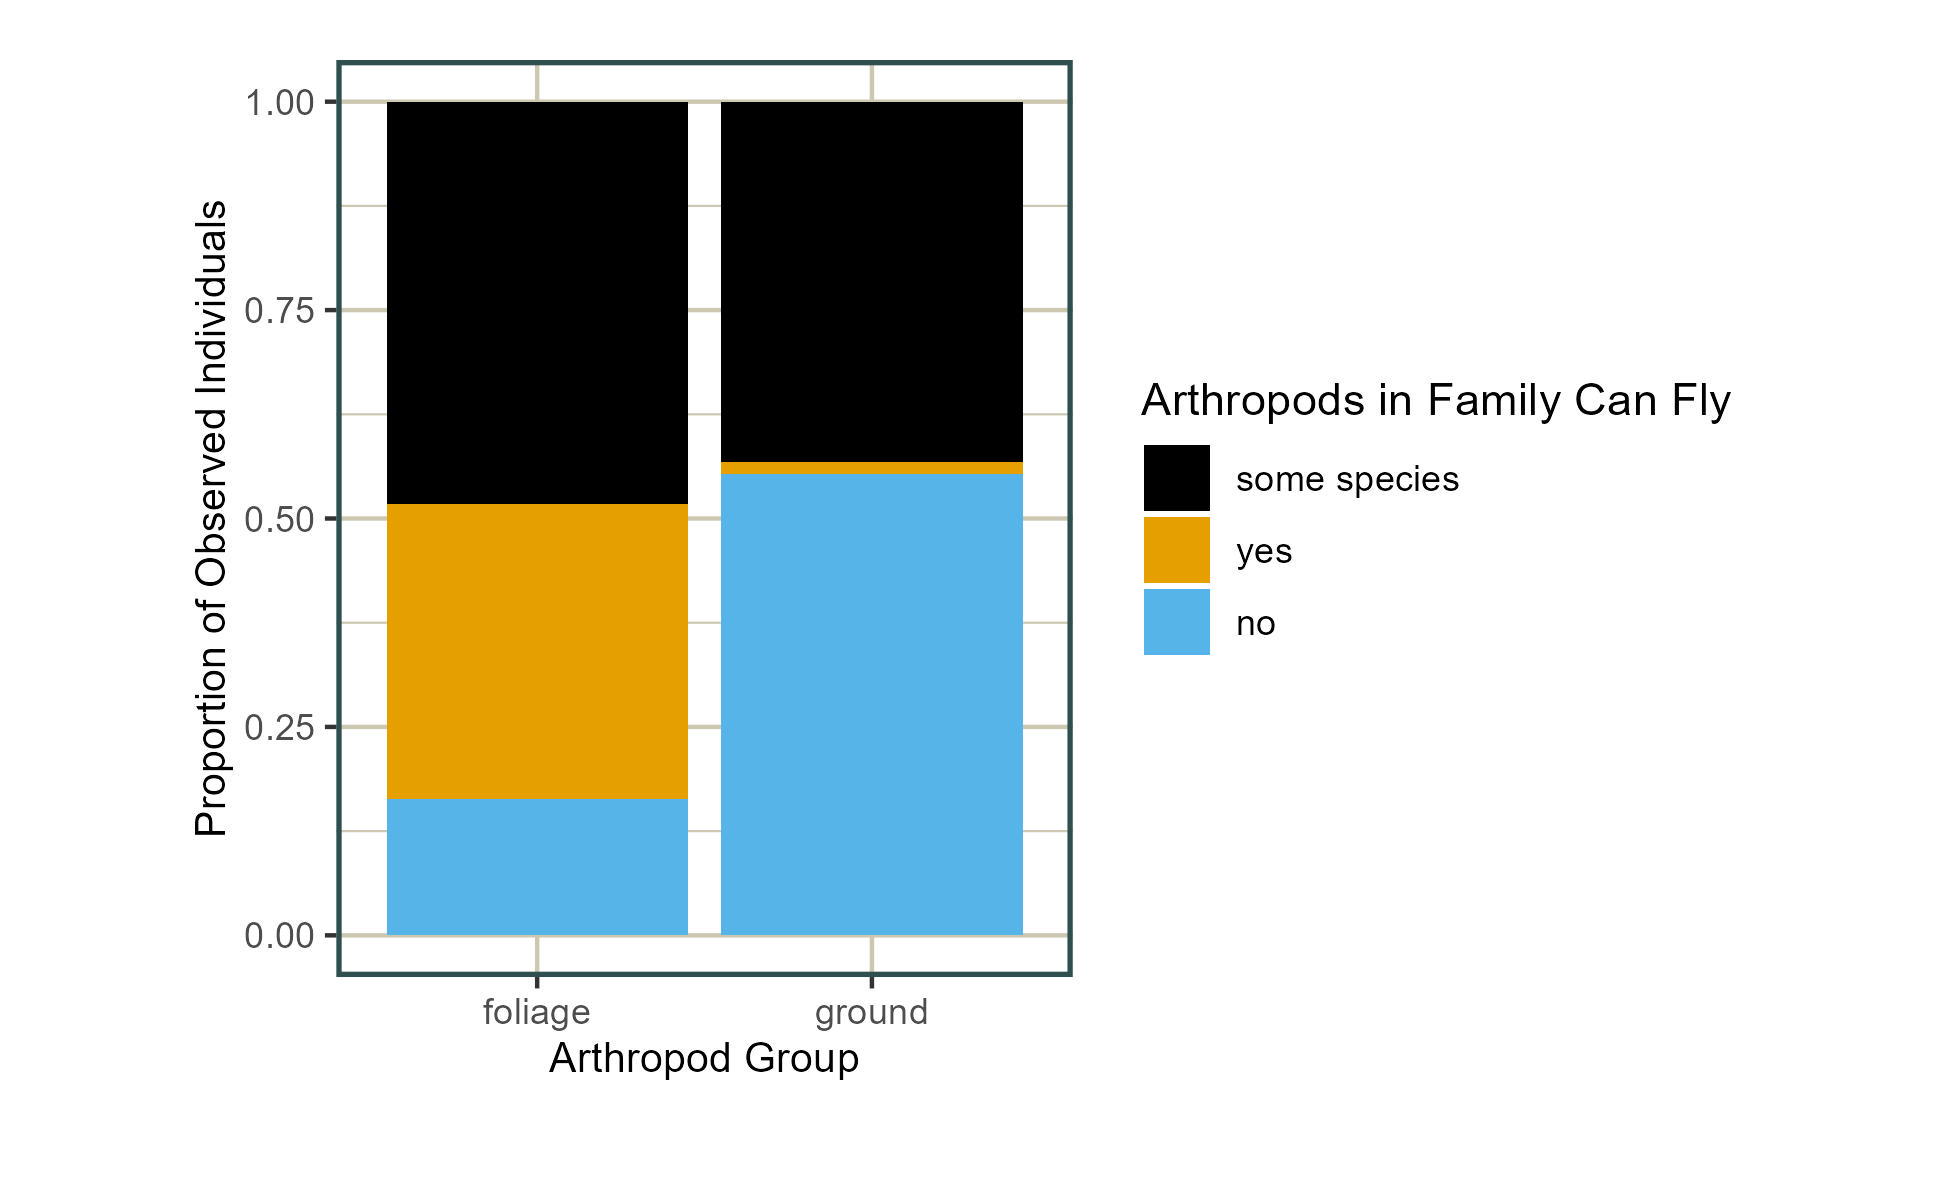 Proportion of Observed Individuals
1.00
0.75
0.50
0.25
0.00
foliage
ground
Arthropod Group
Arthropods in Family Can Fly
some species
yes
no